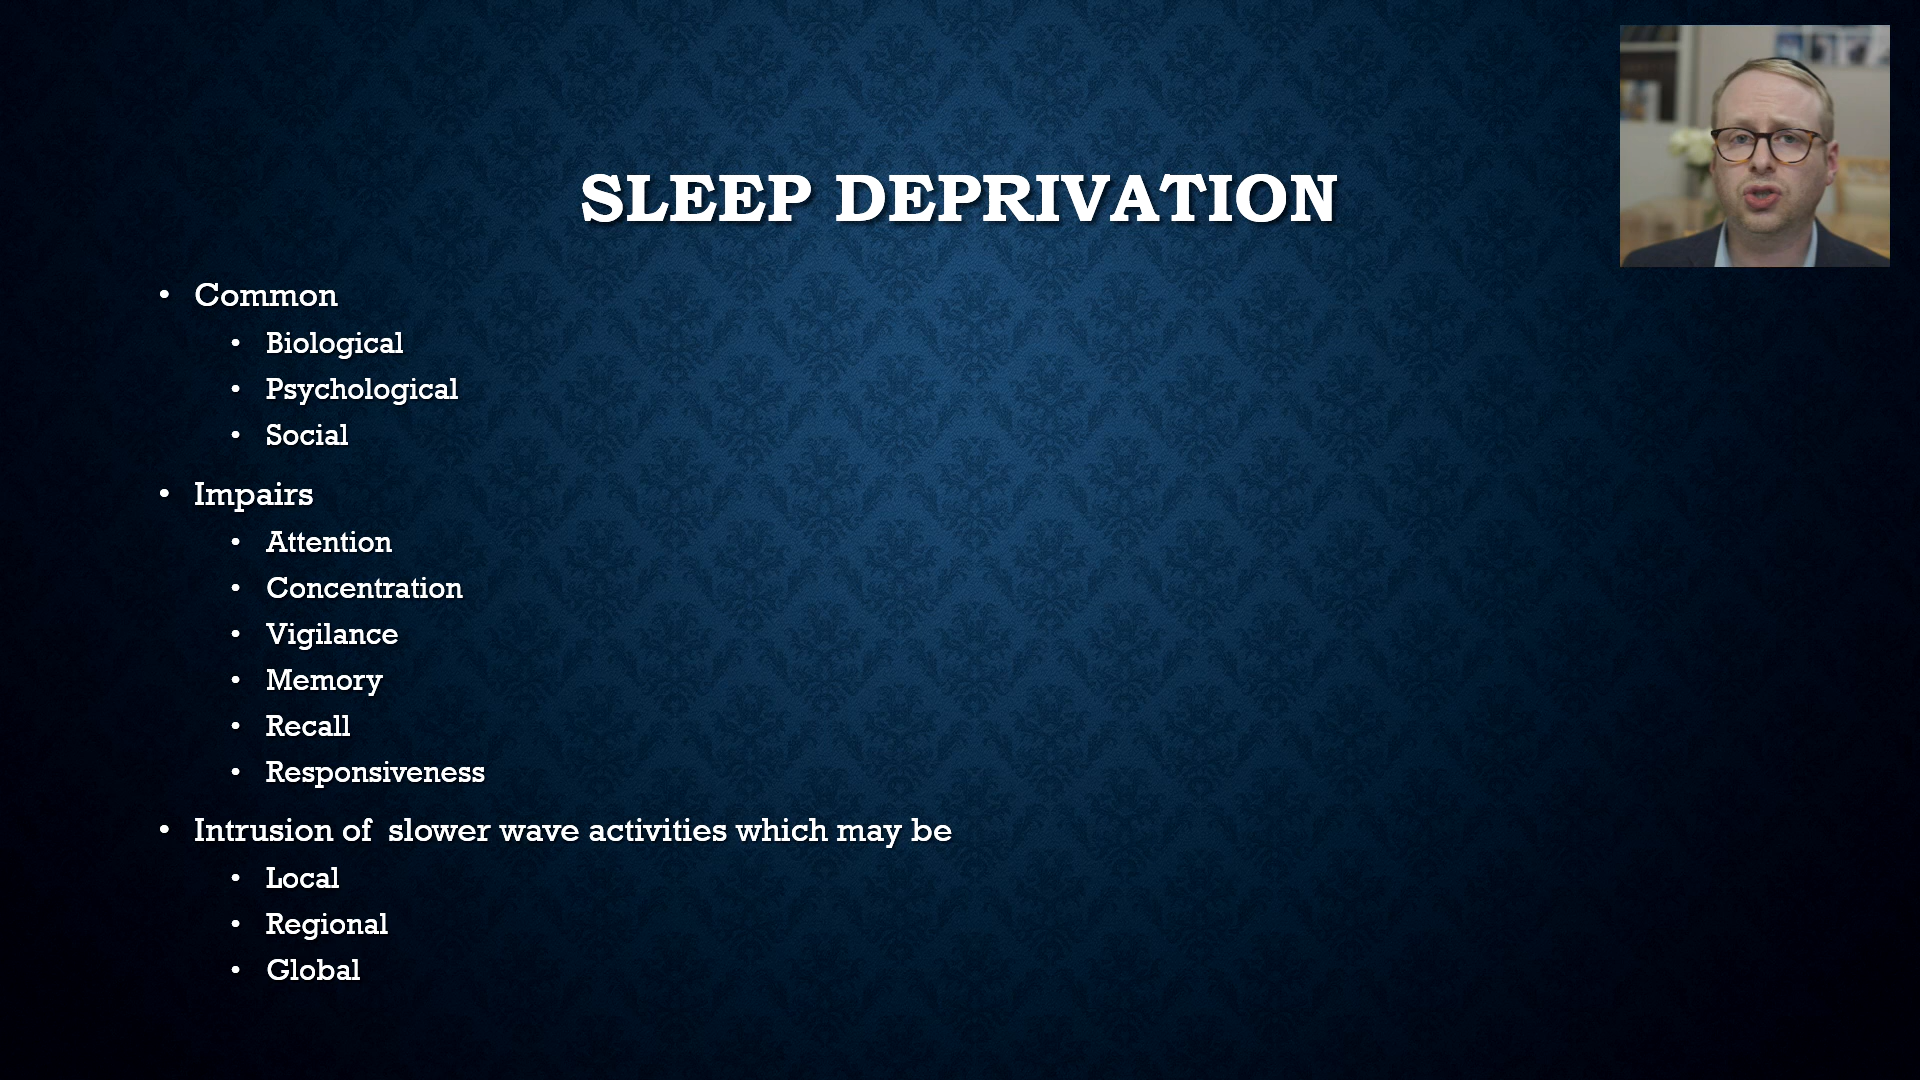 SLEEP DEPRIVATION
• Common
• Biological
• Psychological
• Social
• Impairs
• Attention
• Concentration
• Vigilance
• Memory
• Recall
• Responsiveness
• Intrusion of  slower wave activities which may be
• Local
• Regional
• Global